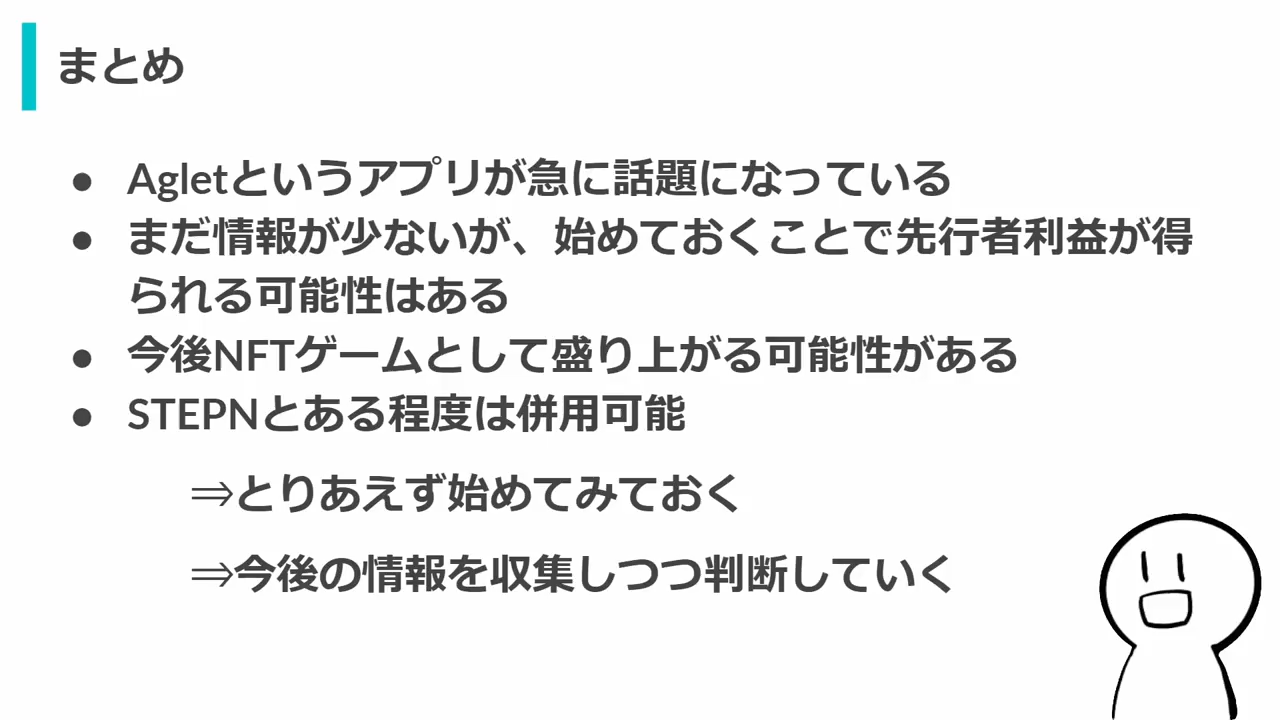 まとめ
● Agletというアプリが急に話題になっている
● まだ情報が少ないが、始めておくことで先行者利益が得
られる可能性はある
● 今後NFTゲームとして盛り上がる可能性がある
● STEPNとある程度は併用可能
⇒とりあえず始めてみておく
⇒今後の情報を収集しつつ判断していく